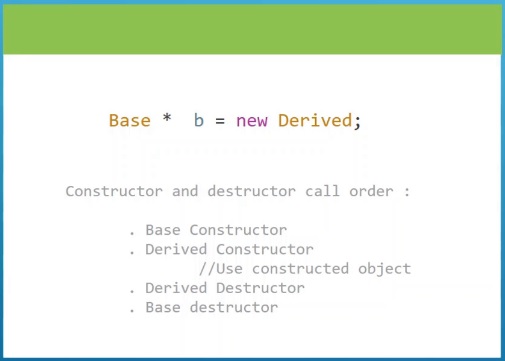 Base * b = new Derived;
Constructor and destructor call order :
. Base Constructor
. Derived Constructor
//Use constructed object
. Derived Destructor
. Base destructor